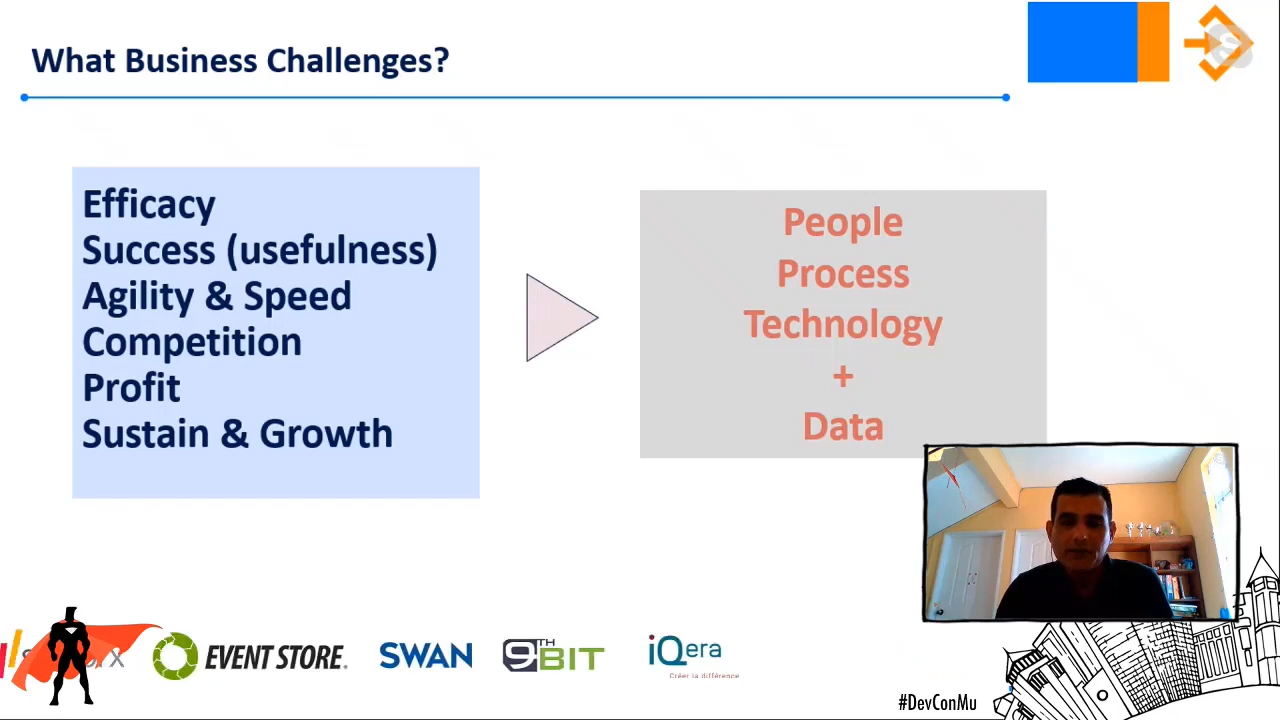 What Business Challenges?
Efficacy
Success (usefulness)
Agility & Speed
Competition
Profit
Sustain & Growth
People
Process
Technology
+
Data
EVENT STORE.
SWAN
9TH BIT
iQera
Créer la différence
#DevConMu